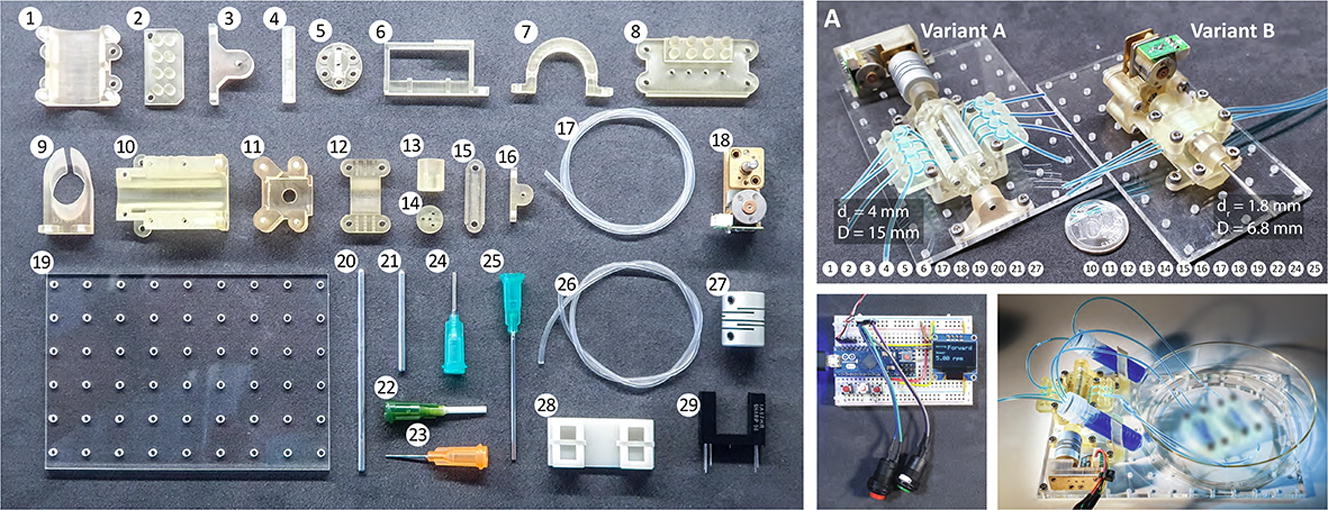 1 2 3 4 5 6 7 8
9 10 11 12 13 14 15 16 17 18
19 20 21 22 23 24 25 26 27 28 29
A
Variant A
Variant B
dᵣ = 4 mm
D = 15 mm
dᵣ = 1.8 mm
D = 6.8 mm
1 2 3 4 5 6 17 18 19 20 21 27
10 11 12 13 14 15 16 17 18 19 22 24 25
Forward
5.00 rpm
SHARP